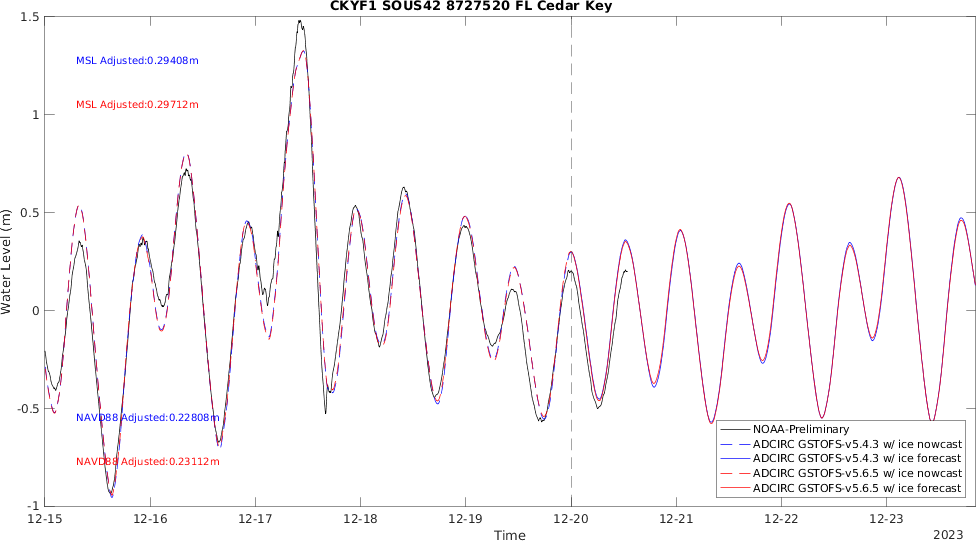 CKYF1 SOUS42 8727520 FL Cedar Key
1.5
1
0.5
0
-0.5
-1
Water Level (m)
MSL Adjusted:0.29408m
MSL Adjusted:0.29712m
NAVD88 Adjusted:0.22808m
NAVD88 Adjusted:0.23112m
NOAA-Preliminary
ADCIRC GSTOFS-v5.4.3 w/ ice nowcast
ADCIRC GSTOFS-v5.4.3 w/ ice forecast
ADCIRC GSTOFS-v5.6.5 w/ ice nowcast
ADCIRC GSTOFS-v5.6.5 w/ ice forecast
12-15 12-16 12-17 12-18 12-19 12-20 12-21 12-22 12-23
Time
2023